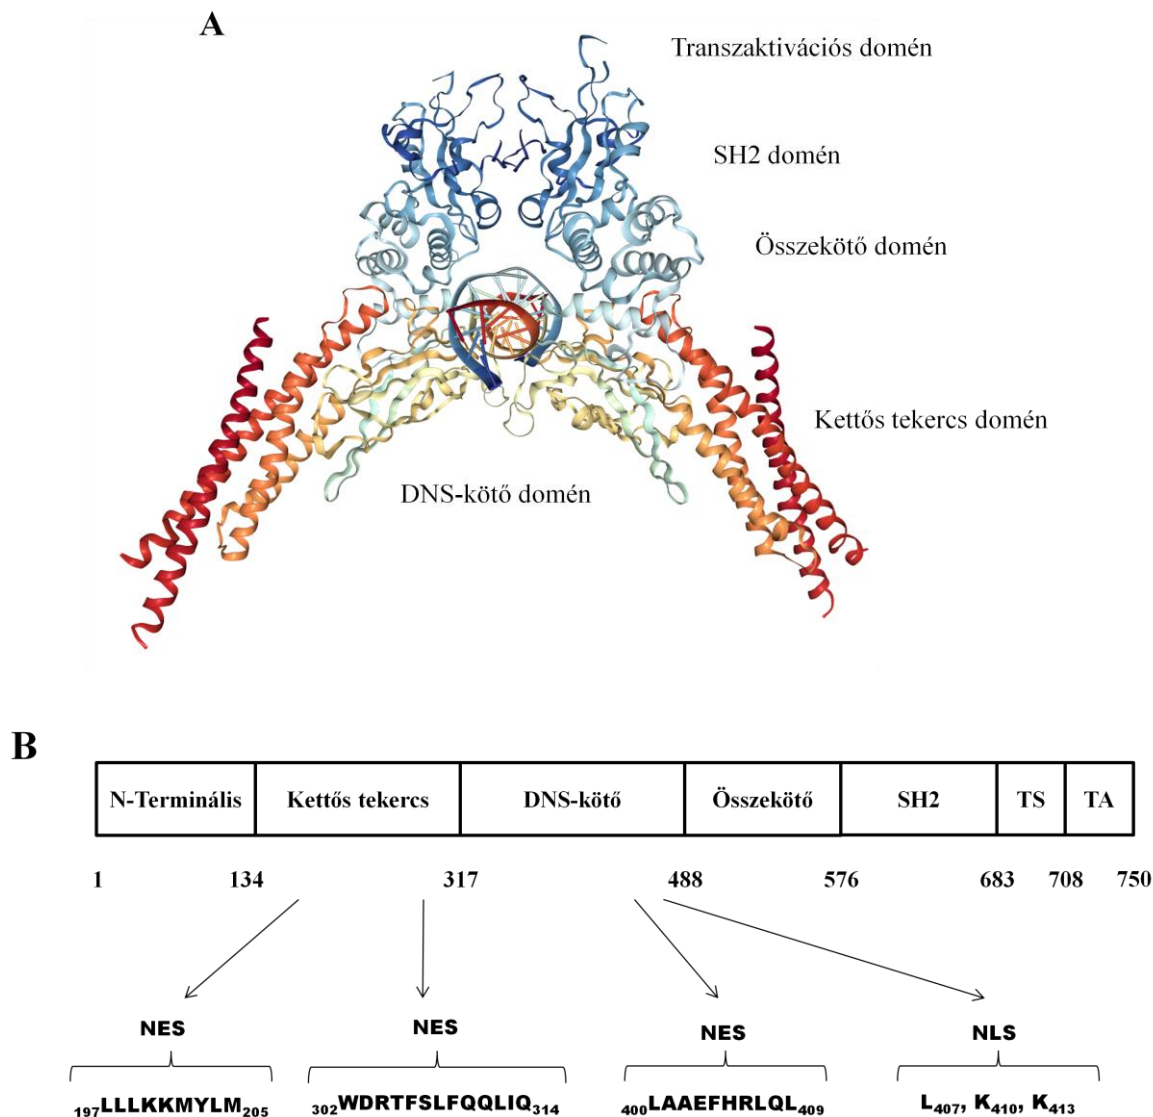 A
Transzaktivációs domén
SH2 domén
Összekötő domén
Kettős tekercs domén
DNS-kötő domén
B
N-Terminális Kettős tekercs DNS-kötő Összekötő SH2 TS TA
1 134 317 488 576 683 708 750
NES NES NES NLS
197LLLKKMYLM205 302WDRTFSLFQQLIQ314 400LAAEFHRLQL409 L407, K410, K413